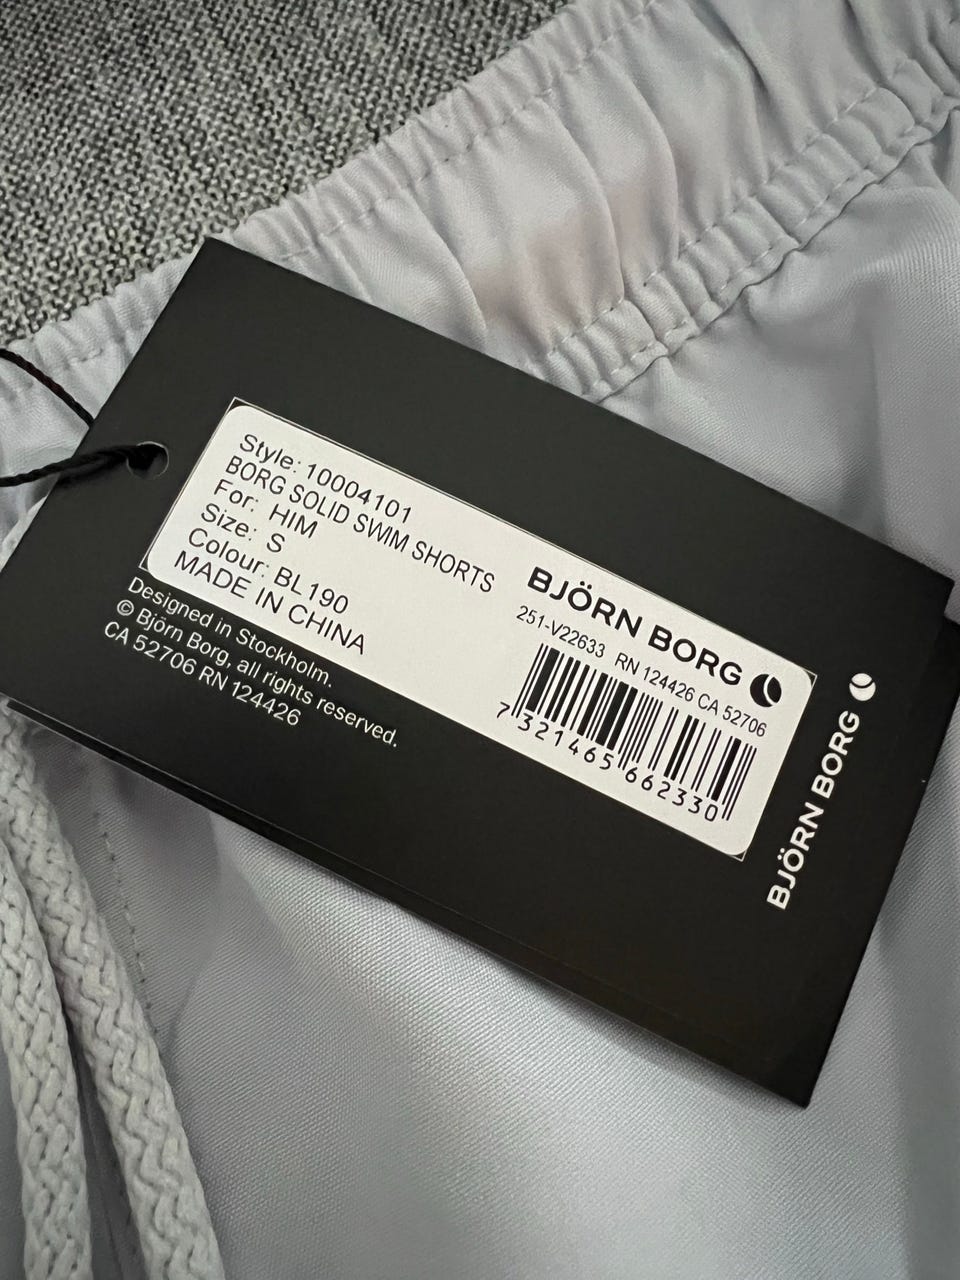 Style: 10004101
BORG SOLID SWIM SHORTS
For: HIM
Size: S
Colour: BL190
MADE IN CHINA
BJÖRN BORG
251-V22633 RN 124426 CA 52706
7 321465 662330
Designed in Stockholm.
© Björn Borg, all rights reserved.
CA 52706 RN 124426
BJÖRN BORG